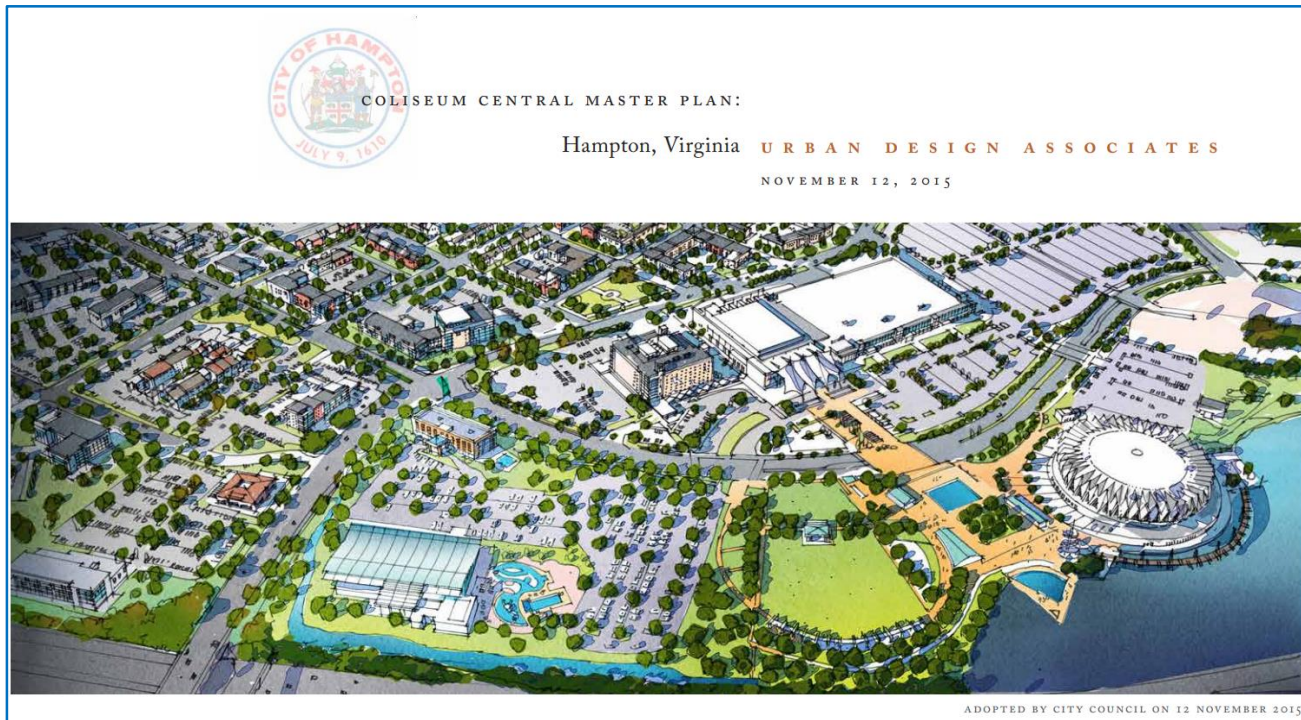 CITY OF HAMPTON
JULY 9, 1610
COLISEUM CENTRAL MASTER PLAN:
Hampton, Virginia URBAN DESIGN ASSOCIATES
NOVEMBER 12, 2015
ADOPTED BY CITY COUNCIL ON 12 NOVEMBER 2015